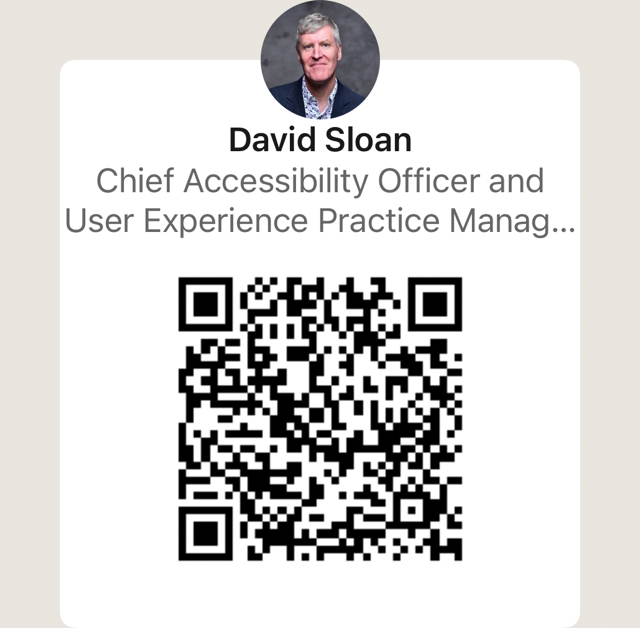 David Sloan
Chief Accessibility Officer and
User Experience Practice Manag...